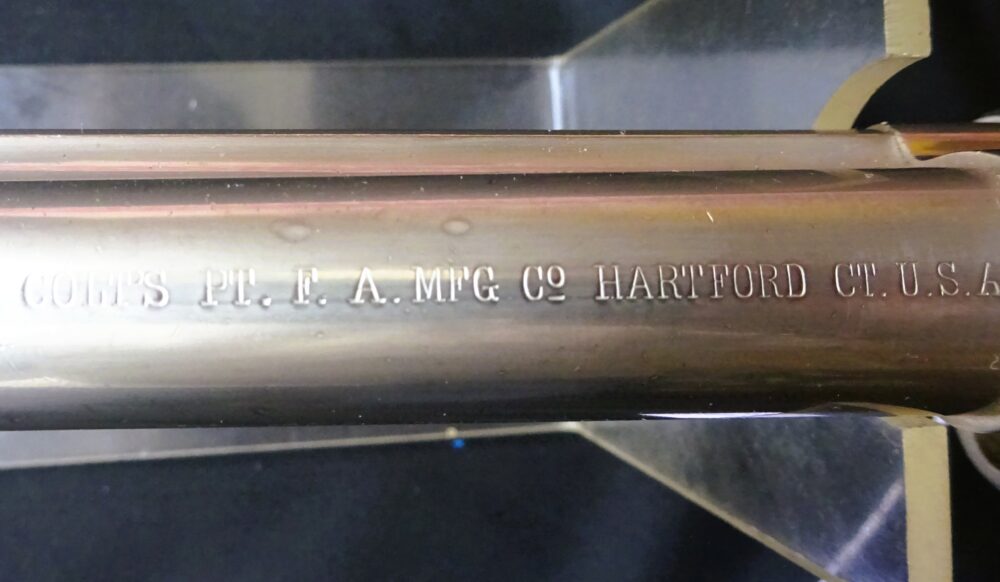 COLT'S PT. F. A. MFG Cº HARTFORD CT. U.S.A